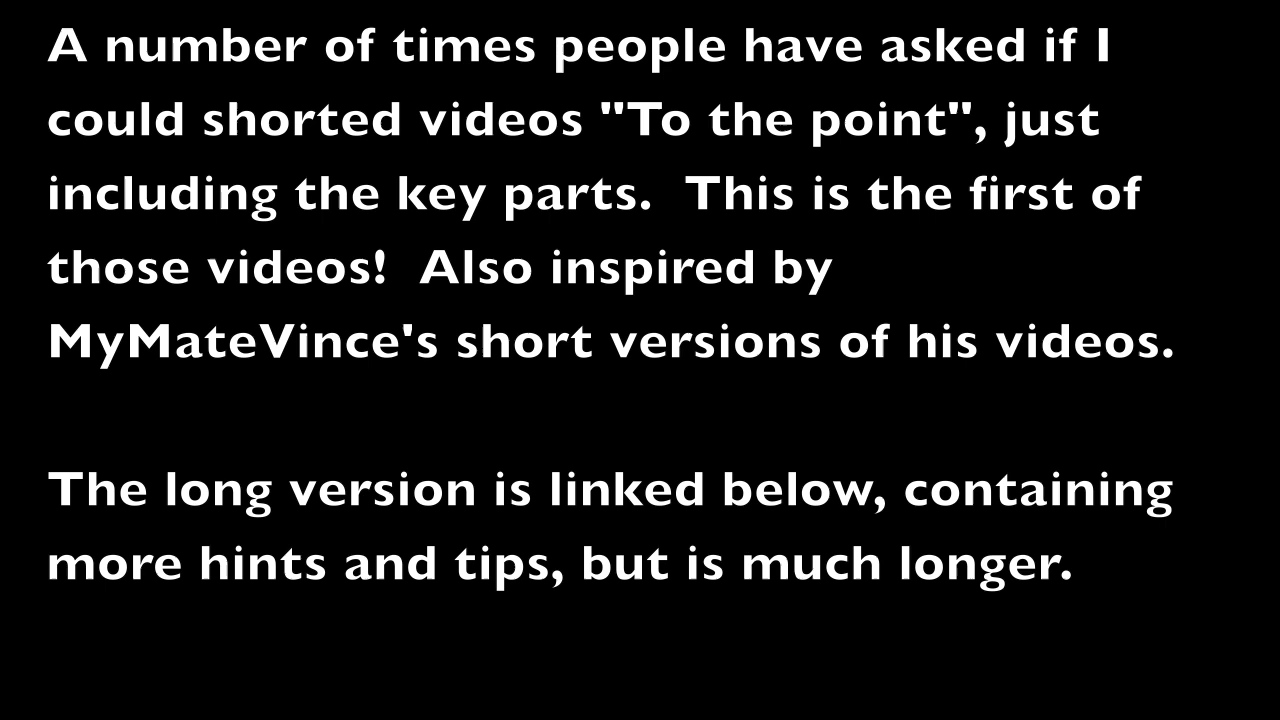 A number of times people have asked if I
could shorted videos "To the point", just
including the key parts.  This is the first of
those videos!  Also inspired by
MyMateVince's short versions of his videos.
The long version is linked below, containing
more hints and tips, but is much longer.